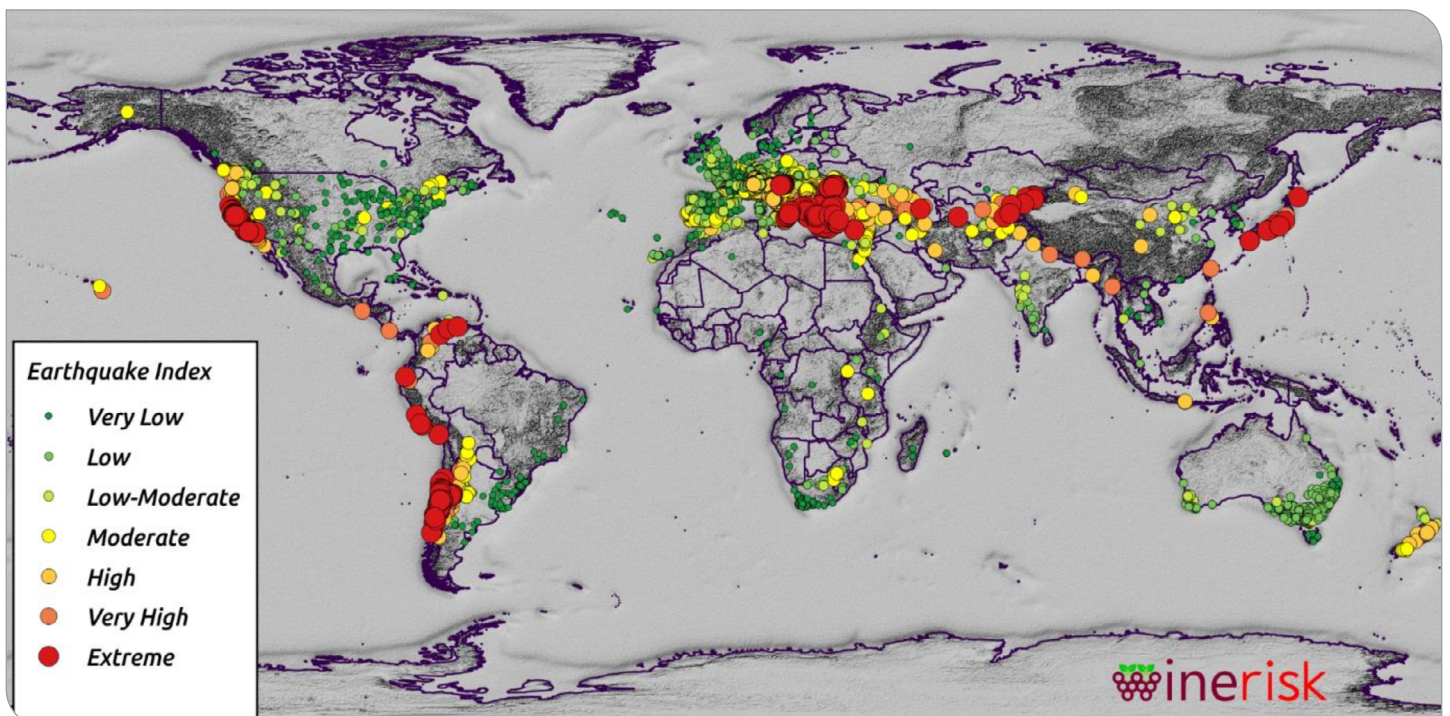 Earthquake Index
Very Low
Low
Low-Moderate
Moderate
High
Very High
Extreme
winerisk